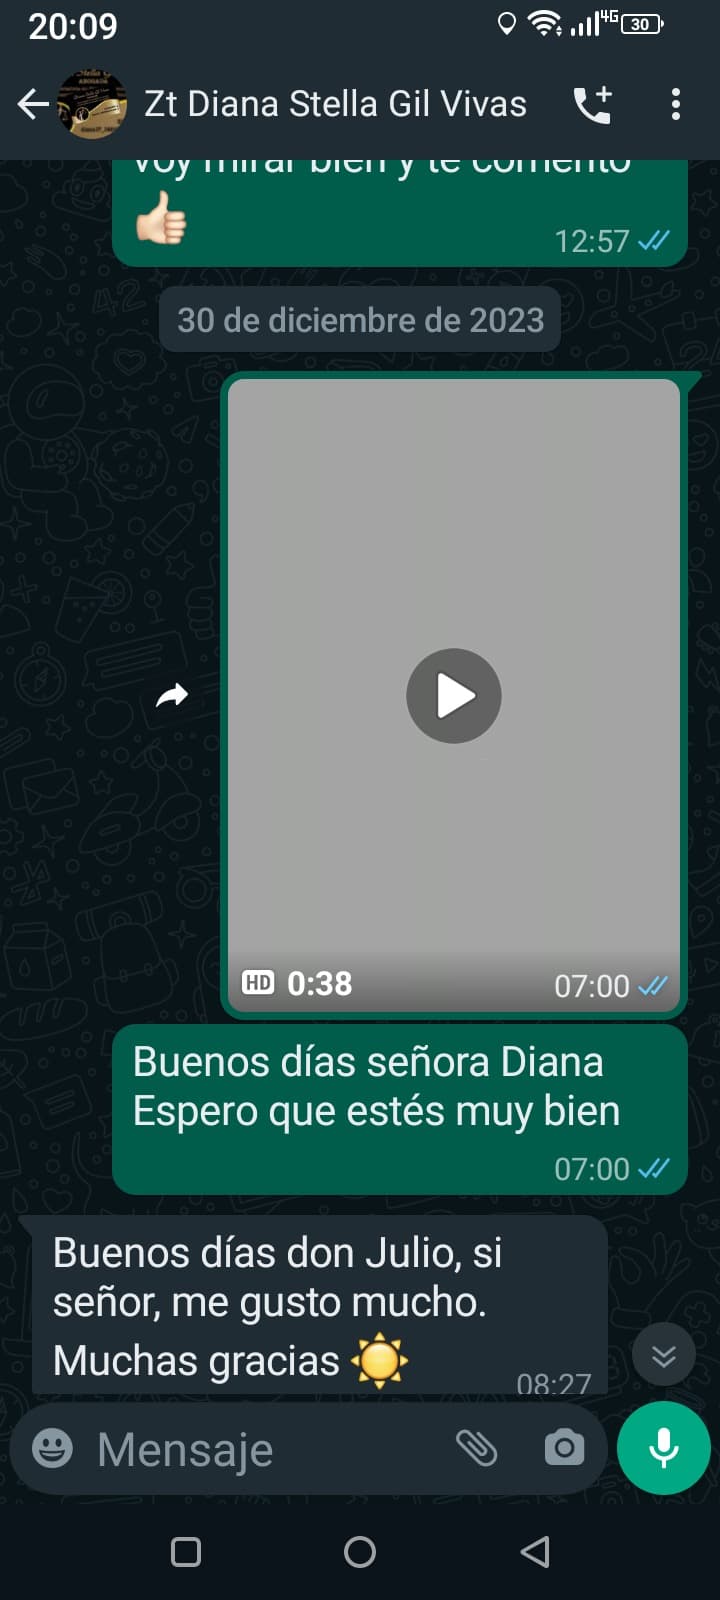 20:09
4G
30
Zt Diana Stella Gil Vivas
voy mirar bien y te comento
👍🏻
12:57
30 de diciembre de 2023
HD 0:38
07:00
Buenos días señora Diana
Espero que estés muy bien
07:00
Buenos días don Julio, si
señor, me gusto mucho.
Muchas gracias ☀️
08:27
Mensaje